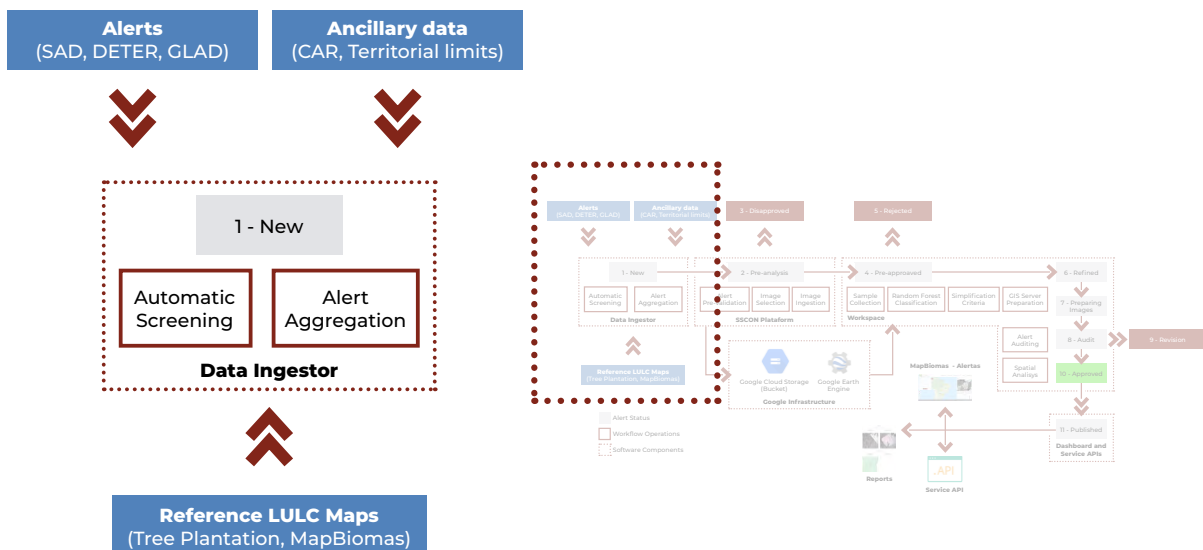 Alerts
(SAD, DETER, GLAD)
Ancillary data
(CAR, Territorial limits)
1 - New
Automatic
Screening
Alert
Aggregation
Data Ingestor
Reference LULC Maps
(Tree Plantation, MapBiomas)
Alerts
(SAD, DETER, GLAD)
Ancillary data
(CAR, Territorial limits)
3 - Disapproved
5 - Rejected
1 - New
2 - Pre-analysis
4 - Pre-approaved
6 - Refined
Automatic
Screening
Alert
Aggregation
Alert
Pre-Validation
Image
Selection
Image
Ingestion
Sample
Collection
Random Forest
Classification
Simplification
Criteria
GIS Server
Preparation
7 - Preparing
Images
Data Ingestor
SSCON Plataform
Workspace
Alert
Auditing
8 - Audit
9 - Revision
Spatial
Analisys
10 - Approved
Reference LULC Maps
(Tree Plantation, MapBiomas)
Google Cloud Storage
(Bucket)
Google Earth
Engine
Google Infrastructure
MapBiomas - Alertas
Alert Status
Workflow Operations
Software Components
11 - Published
Dashboard and
Service APIs
Reports
.API
Service API